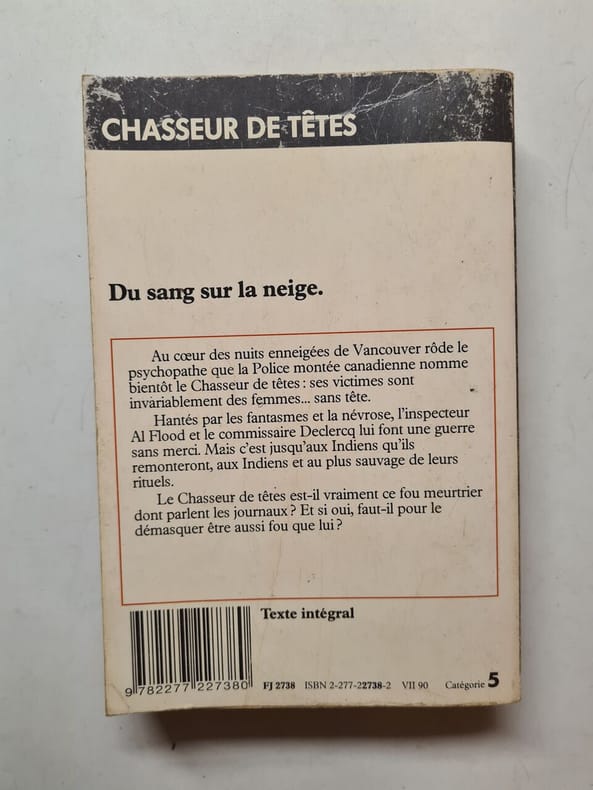 CHASSEUR DE TÊTES
Du sang sur la neige.
Au cœur des nuits enneigées de Vancouver rôde le
psychopathe que la Police montée canadienne nomme
bientôt le Chasseur de têtes : ses victimes sont
invariablement des femmes... sans tête.
Hantés par les fantasmes et la névrose, l'inspecteur
Al Flood et le commissaire Declercq lui font une guerre
sans merci. Mais c'est jusqu'aux Indiens qu'ils
remonteront, aux Indiens et au plus sauvage de leurs
rituels.
Le Chasseur de têtes est-il vraiment ce fou meurtrier
dont parlent les journaux ? Et si oui, faut-il pour le
démasquer être aussi fou que lui ?
Texte intégral
9 782277 227380 FJ 2738 ISBN 2-277-22738-2 VII 90 Catégorie 5